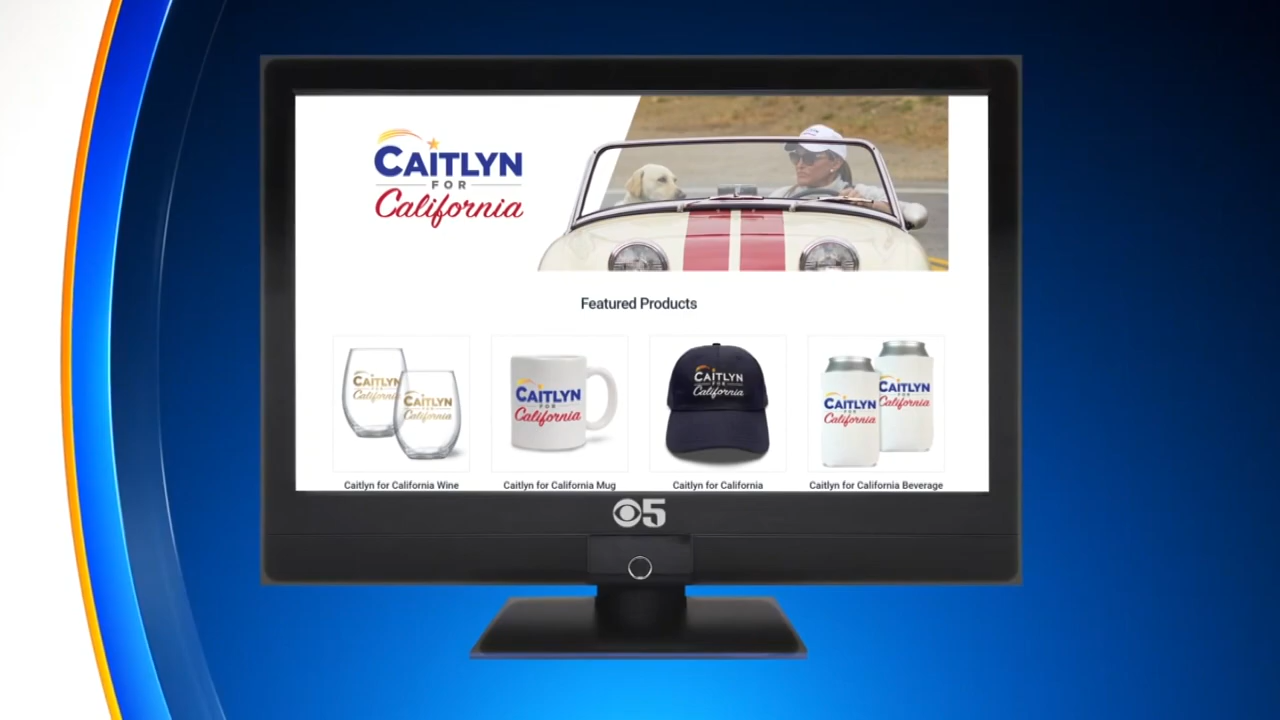 CAITLYN
FOR
California
Featured Products
CAITLYN
FOR
California
CAITLYN
FOR
California
CAITLYN
FOR
California
CAITLYN
FOR
California
CAITLYN
FOR
California
CAITLYN
California
Caitlyn for California Wine
Caitlyn for California Mug
Caitlyn for California
Caitlyn for California Beverage
5